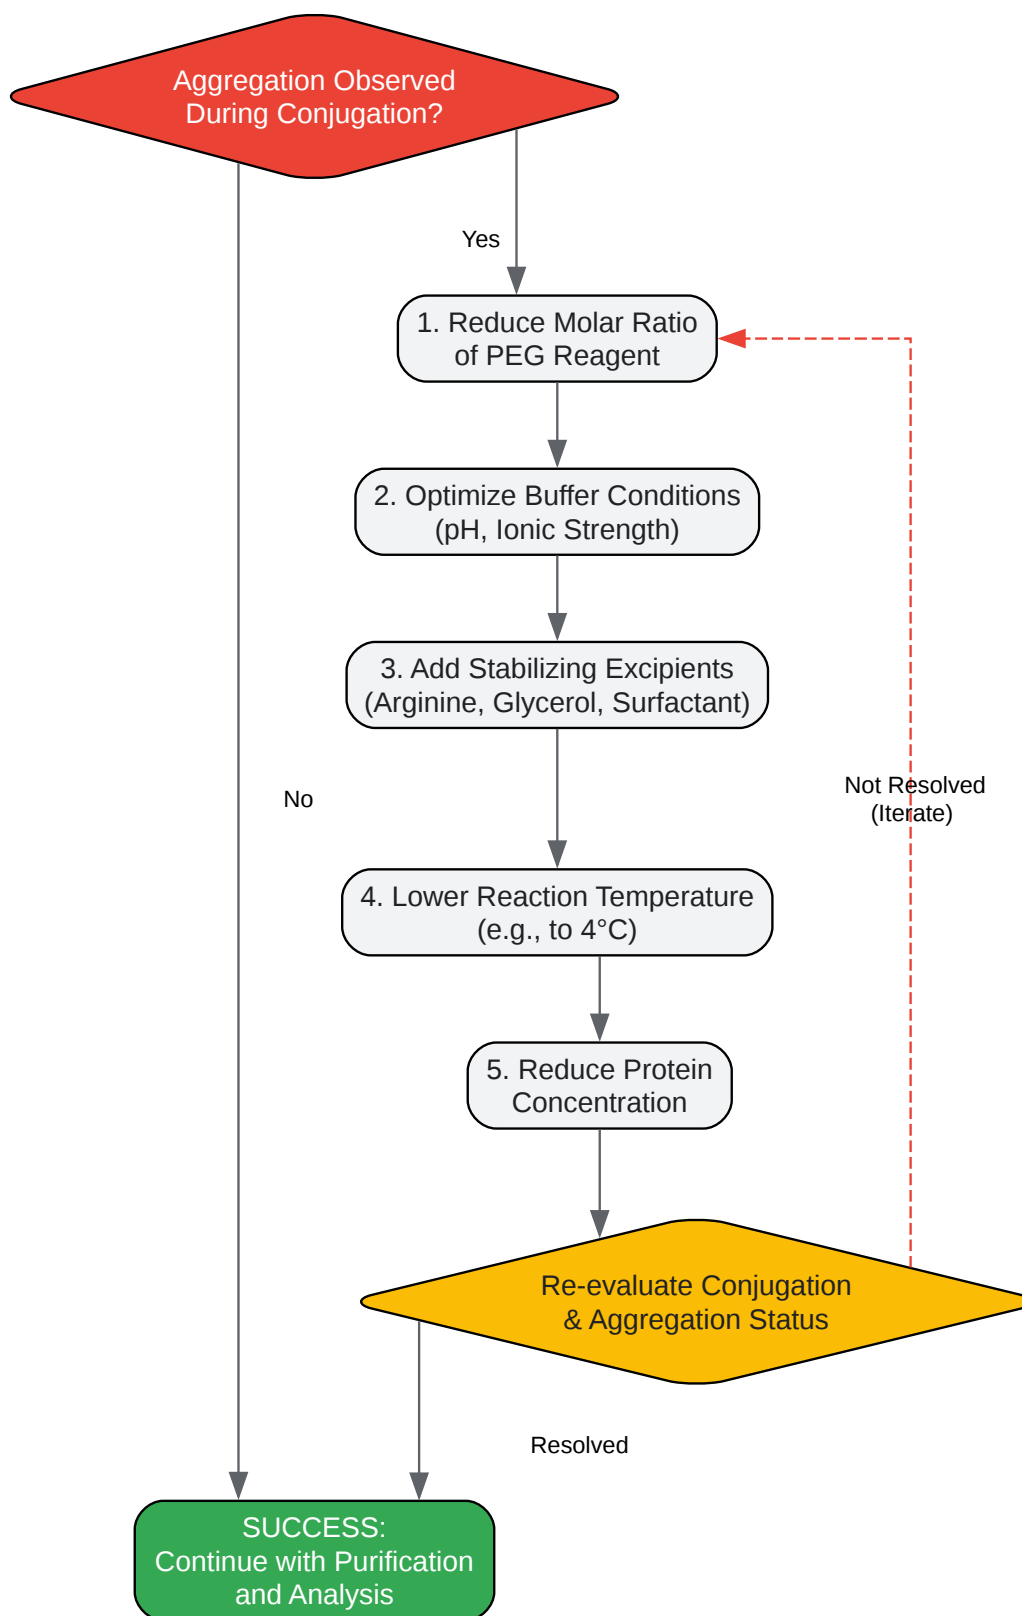 Aggregation Observed
During Conjugation?
Yes
1. Reduce Molar Ratio
of PEG Reagent
2. Optimize Buffer Conditions
(pH, Ionic Strength)
3. Add Stabilizing Excipients
(Arginine, Glycerol, Surfactant)
No
Not Resolved
(Iterate)
4. Lower Reaction Temperature
(e.g., to 4°C)
5. Reduce Protein
Concentration
Re-evaluate Conjugation
& Aggregation Status
Resolved
SUCCESS:
Continue with Purification
and Analysis